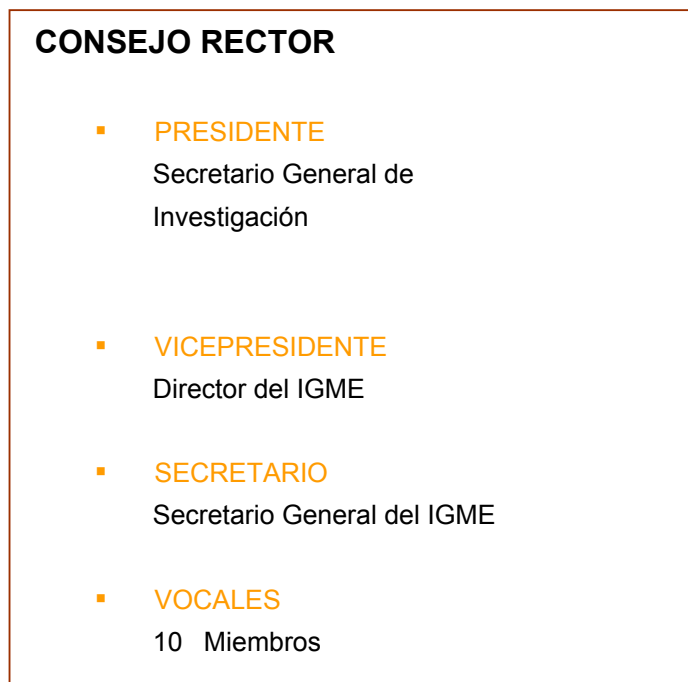 CONSEJO RECTOR
▪ PRESIDENTE
Secretario General de
Investigación
▪ VICEPRESIDENTE
Director del IGME
▪ SECRETARIO
Secretario General del IGME
▪ VOCALES
10 Miembros